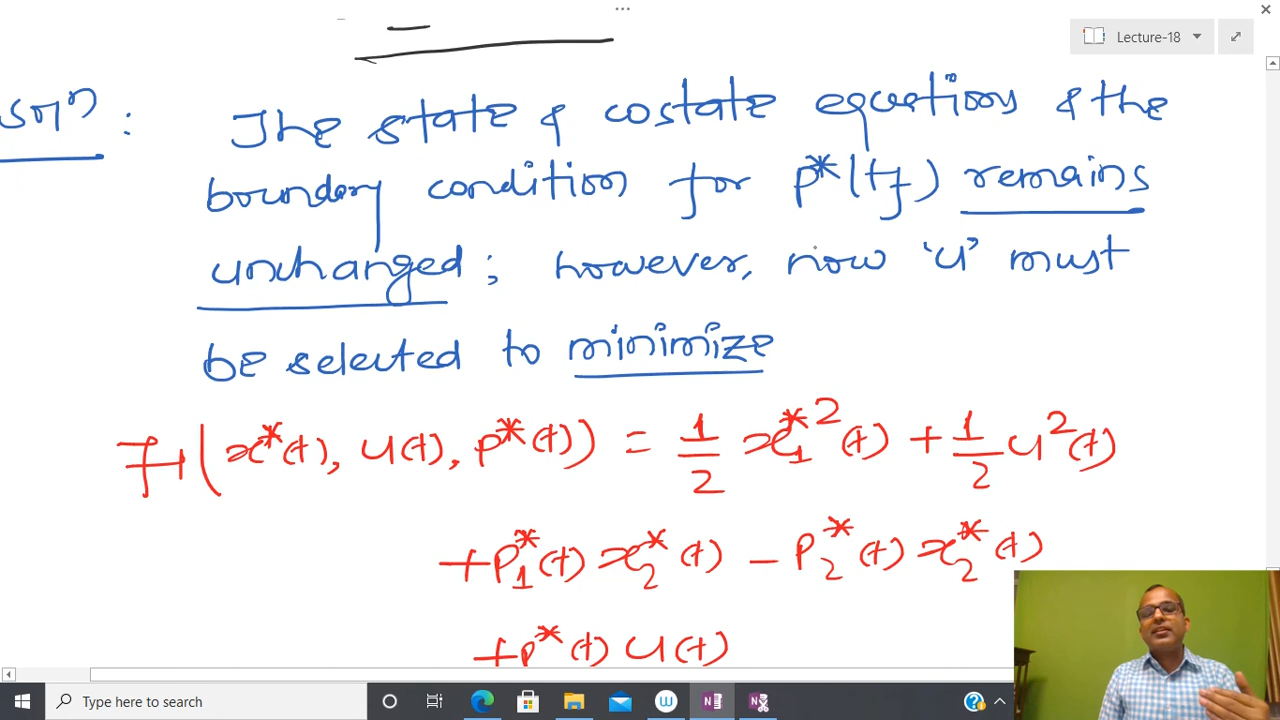 Lecture-18
Soln :
The state & costate equations & the
boundary condition for p*(tf) remains
unchanged; however, now 'u' must
be selected to minimize
H(x*(t), u(t), p*(t)) = 1/2 x1*²(t) + 1/2 u²(t)
+ p1*(t) x2*(t) - p2*(t) x2*(t)
+ p*(t) u(t)
Type here to search